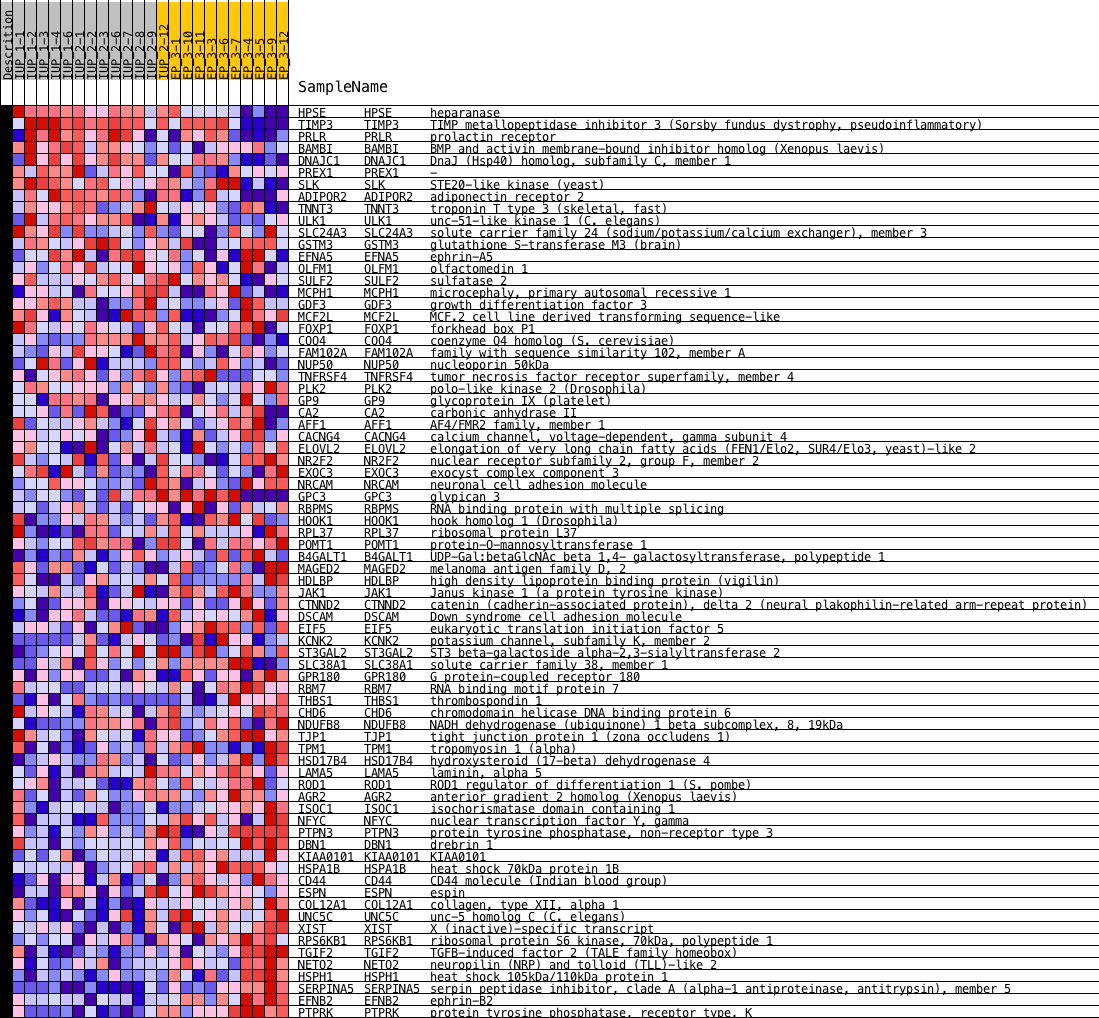 Descrition
IUP_1-1
IUP_1-2
IUP_1-3
IUP_1-4
IUP_1-6
IUP_2-1
IUP_2-2
IUP_2-3
IUP_2-6
IUP_2-7
IUP_2-8
IUP_2-9
IUP_2-12
EP_3-1
EP_3-10
EP_3-11
EP_3-3
EP_3-6
EP_3-7
EP_3-4
EP_3-5
EP_3-9
EP_3-12
SampleName
HPSE HPSE heparanase
TIMP3 TIMP3 TIMP metallopeptidase inhibitor 3 (Sorsby fundus dystrophy, pseudoinflammatory)
PRLR PRLR prolactin receptor
BAMBI BAMBI BMP and activin membrane-bound inhibitor homolog (Xenopus laevis)
DNAJC1 DNAJC1 DnaJ (Hsp40) homolog, subfamily C, member 1
PREX1 PREX1 -
SLK SLK STE20-like kinase (yeast)
ADIPOR2 ADIPOR2 adiponectin receptor 2
TNNT3 TNNT3 troponin T type 3 (skeletal, fast)
ULK1 ULK1 unc-51-like kinase 1 (C. elegans)
SLC24A3 SLC24A3 solute carrier family 24 (sodium/potassium/calcium exchanger), member 3
GSTM3 GSTM3 glutathione S-transferase M3 (brain)
EFNA5 EFNA5 ephrin-A5
OLFM1 OLFM1 olfactomedin 1
SULF2 SULF2 sulfatase 2
MCPH1 MCPH1 microcephaly, primary autosomal recessive 1
GDF3 GDF3 growth differentiation factor 3
MCF2L MCF2L MCF.2 cell line derived transforming sequence-like
FOXP1 FOXP1 forkhead box P1
COQ4 COQ4 coenzyme Q4 homolog (S. cerevisiae)
FAM102A FAM102A family with sequence similarity 102, member A
NUP50 NUP50 nucleoporin 50kDa
TNFRSF4 TNFRSF4 tumor necrosis factor receptor superfamily, member 4
PLK2 PLK2 polo-like kinase 2 (Drosophila)
GP9 GP9 glycoprotein IX (platelet)
CA2 CA2 carbonic anhydrase II
AFF1 AFF1 AF4/FMR2 family, member 1
CACNG4 CACNG4 calcium channel, voltage-dependent, gamma subunit 4
ELOVL2 ELOVL2 elongation of very long chain fatty acids (FEN1/Elo2, SUR4/Elo3, yeast)-like 2
NR2F2 NR2F2 nuclear receptor subfamily 2, group F, member 2
EXOC3 EXOC3 exocyst complex component 3
NRCAM NRCAM neuronal cell adhesion molecule
GPC3 GPC3 glypican 3
RBPMS RBPMS RNA binding protein with multiple splicing
HOOK1 HOOK1 hook homolog 1 (Drosophila)
RPL37 RPL37 ribosomal protein L37
POMT1 POMT1 protein-O-mannosyltransferase 1
B4GALT1 B4GALT1 UDP-Gal:betaGlcNAc beta 1,4- galactosyltransferase, polypeptide 1
MAGED2 MAGED2 melanoma antigen family D, 2
HDLBP HDLBP high density lipoprotein binding protein (vigilin)
JAK1 JAK1 Janus kinase 1 (a protein tyrosine kinase)
CTNND2 CTNND2 catenin (cadherin-associated protein), delta 2 (neural plakophilin-related arm-repeat protein)
DSCAM DSCAM Down syndrome cell adhesion molecule
EIF5 EIF5 eukaryotic translation initiation factor 5
KCNK2 KCNK2 potassium channel, subfamily K, member 2
ST3GAL2 ST3GAL2 ST3 beta-galactoside alpha-2,3-sialyltransferase 2
SLC38A1 SLC38A1 solute carrier family 38, member 1
GPR180 GPR180 G protein-coupled receptor 180
RBM7 RBM7 RNA binding motif protein 7
THBS1 THBS1 thrombospondin 1
CHD6 CHD6 chromodomain helicase DNA binding protein 6
NDUFB8 NDUFB8 NADH dehydrogenase (ubiquinone) 1 beta subcomplex, 8, 19kDa
TJP1 TJP1 tight junction protein 1 (zona occludens 1)
TPM1 TPM1 tropomyosin 1 (alpha)
HSD17B4 HSD17B4 hydroxysteroid (17-beta) dehydrogenase 4
LAMA5 LAMA5 laminin, alpha 5
ROD1 ROD1 ROD1 regulator of differentiation 1 (S. pombe)
AGR2 AGR2 anterior gradient 2 homolog (Xenopus laevis)
ISOC1 ISOC1 isochorismatase domain containing 1
NFYC NFYC nuclear transcription factor Y, gamma
PTPN3 PTPN3 protein tyrosine phosphatase, non-receptor type 3
DBN1 DBN1 drebrin 1
KIAA0101 KIAA0101 KIAA0101
HSPA1B HSPA1B heat shock 70kDa protein 1B
CD44 CD44 CD44 molecule (Indian blood group)
ESPN ESPN espin
COL12A1 COL12A1 collagen, type XII, alpha 1
UNC5C UNC5C unc-5 homolog C (C. elegans)
XIST XIST X (inactive)-specific transcript
RPS6KB1 RPS6KB1 ribosomal protein S6 kinase, 70kDa, polypeptide 1
TGIF2 TGIF2 TGFB-induced factor 2 (TALE family homeobox)
NETO2 NETO2 neuropilin (NRP) and tolloid (TLL)-like 2
HSPH1 HSPH1 heat shock 105kDa/110kDa protein 1
SERPINA5 SERPINA5 serpin peptidase inhibitor, clade A (alpha-1 antiproteinase, antitrypsin), member 5
EFNB2 EFNB2 ephrin-B2
PTPRK PTPRK protein tyrosine phosphatase, receptor type, K